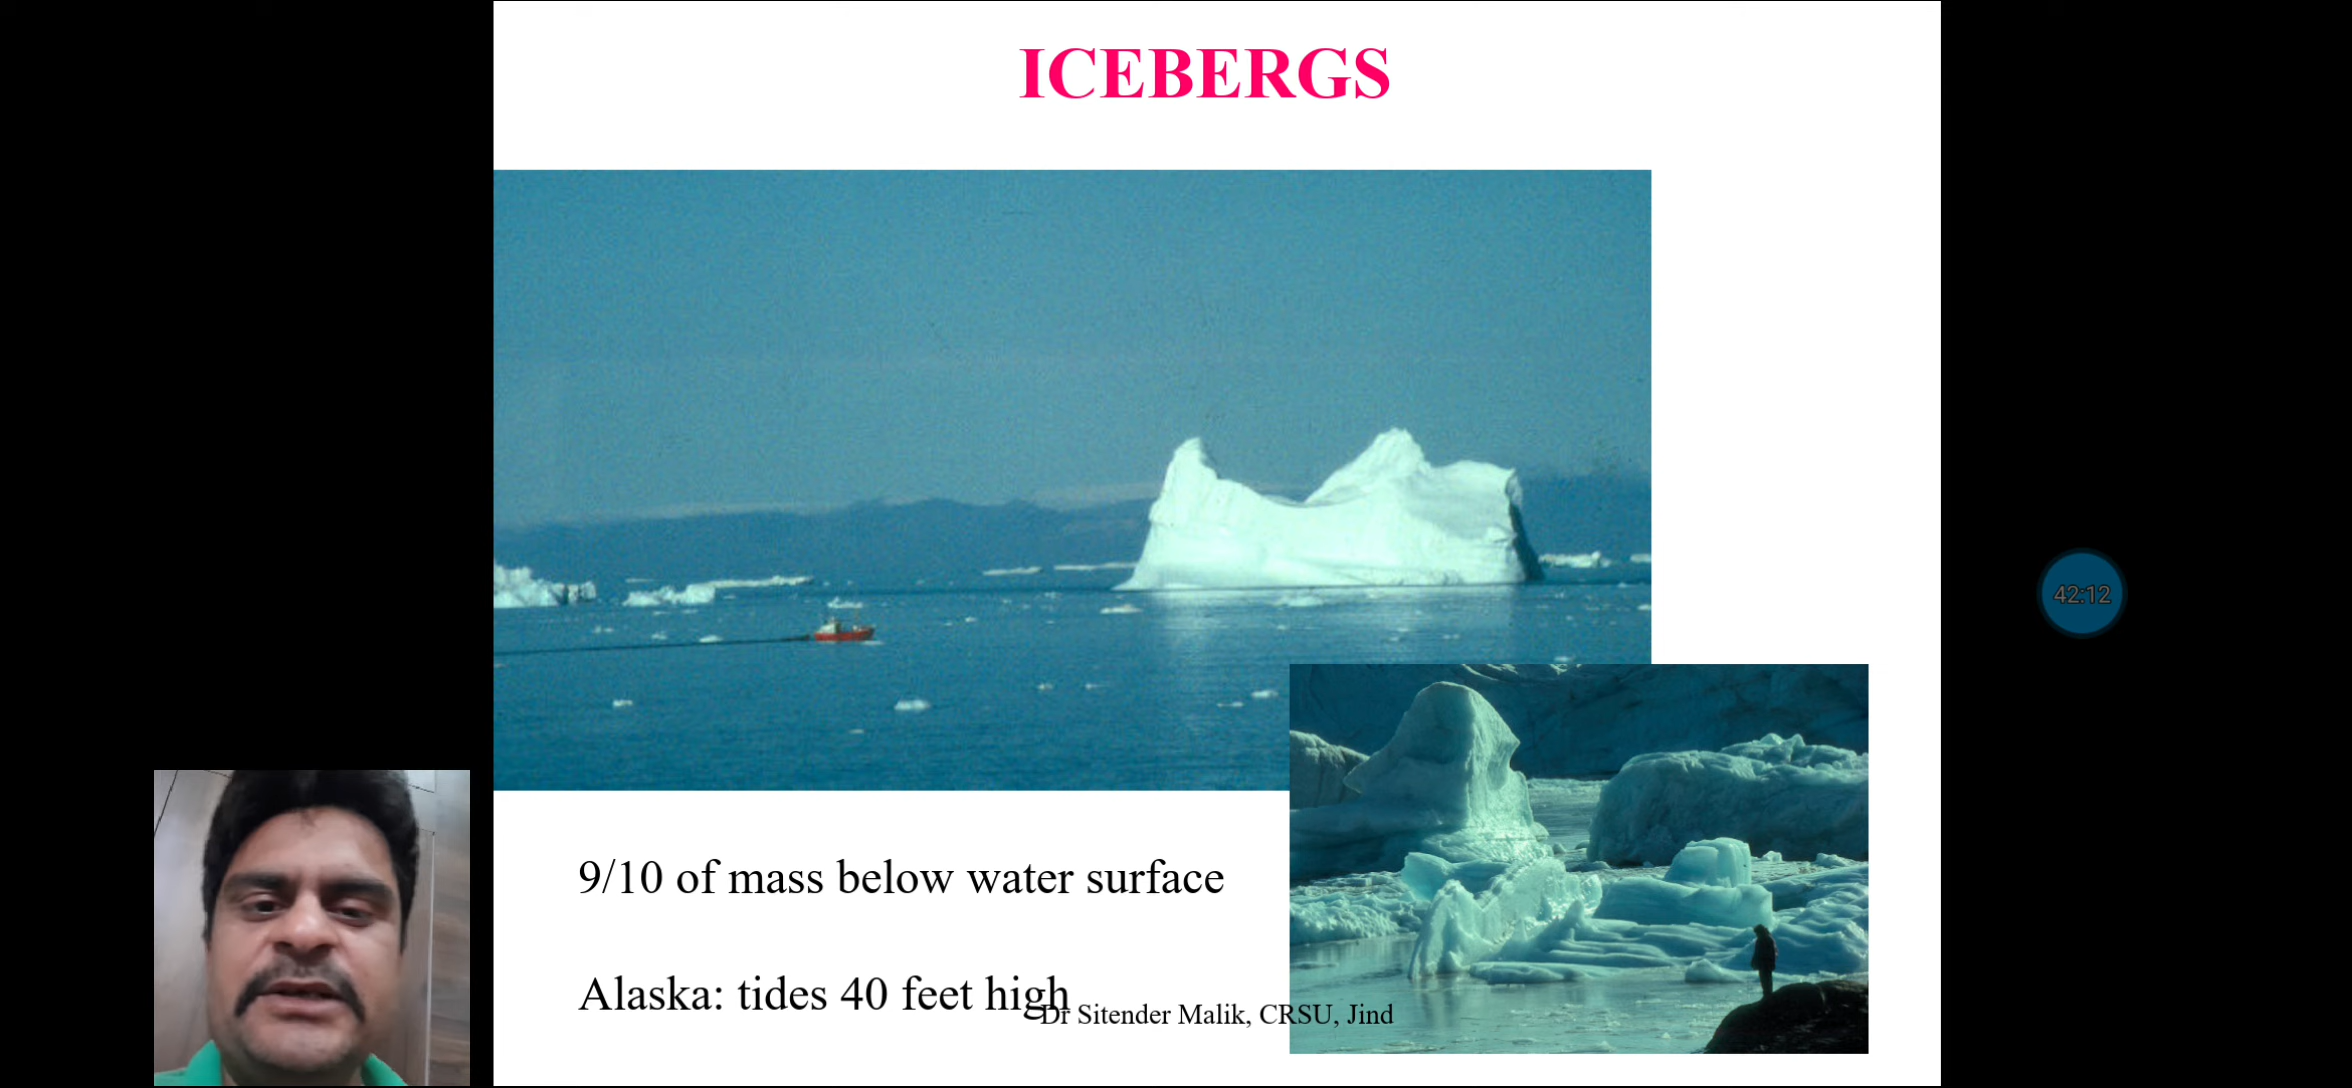 ICEBERGS
42:12
9/10 of mass below water surface
Alaska: tides 40 feet high
Dr Sitender Malik, CRSU, Jind